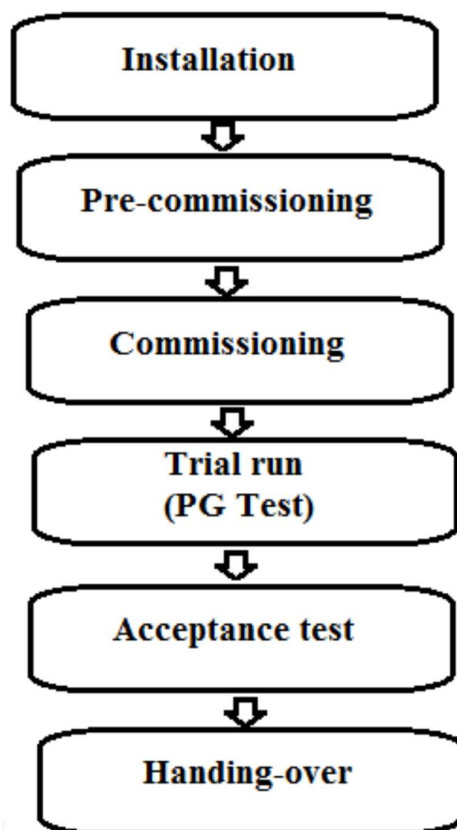 Installation
Pre-commissioning
Commissioning
Trial run
(PG Test)
Acceptance test
Handing-over